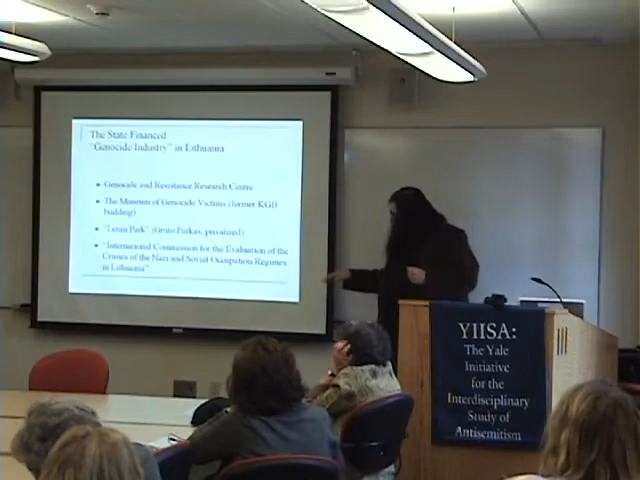 The State Financed
"Genocide Industry" in Lithuania
Genocide and Resistance Research Centre
The Museum of Genocide Victims (former KGB
building)
"Lenin Park" (Grutu Parkas, privatized)
"International Commission for the Evaluation of the
Crimes of the Nazi and Soviet Occupation Regimes
in Lithuania"
YIISA:
The Yale
Initiative
for the
Interdisciplinary
Study of
Antisemitism